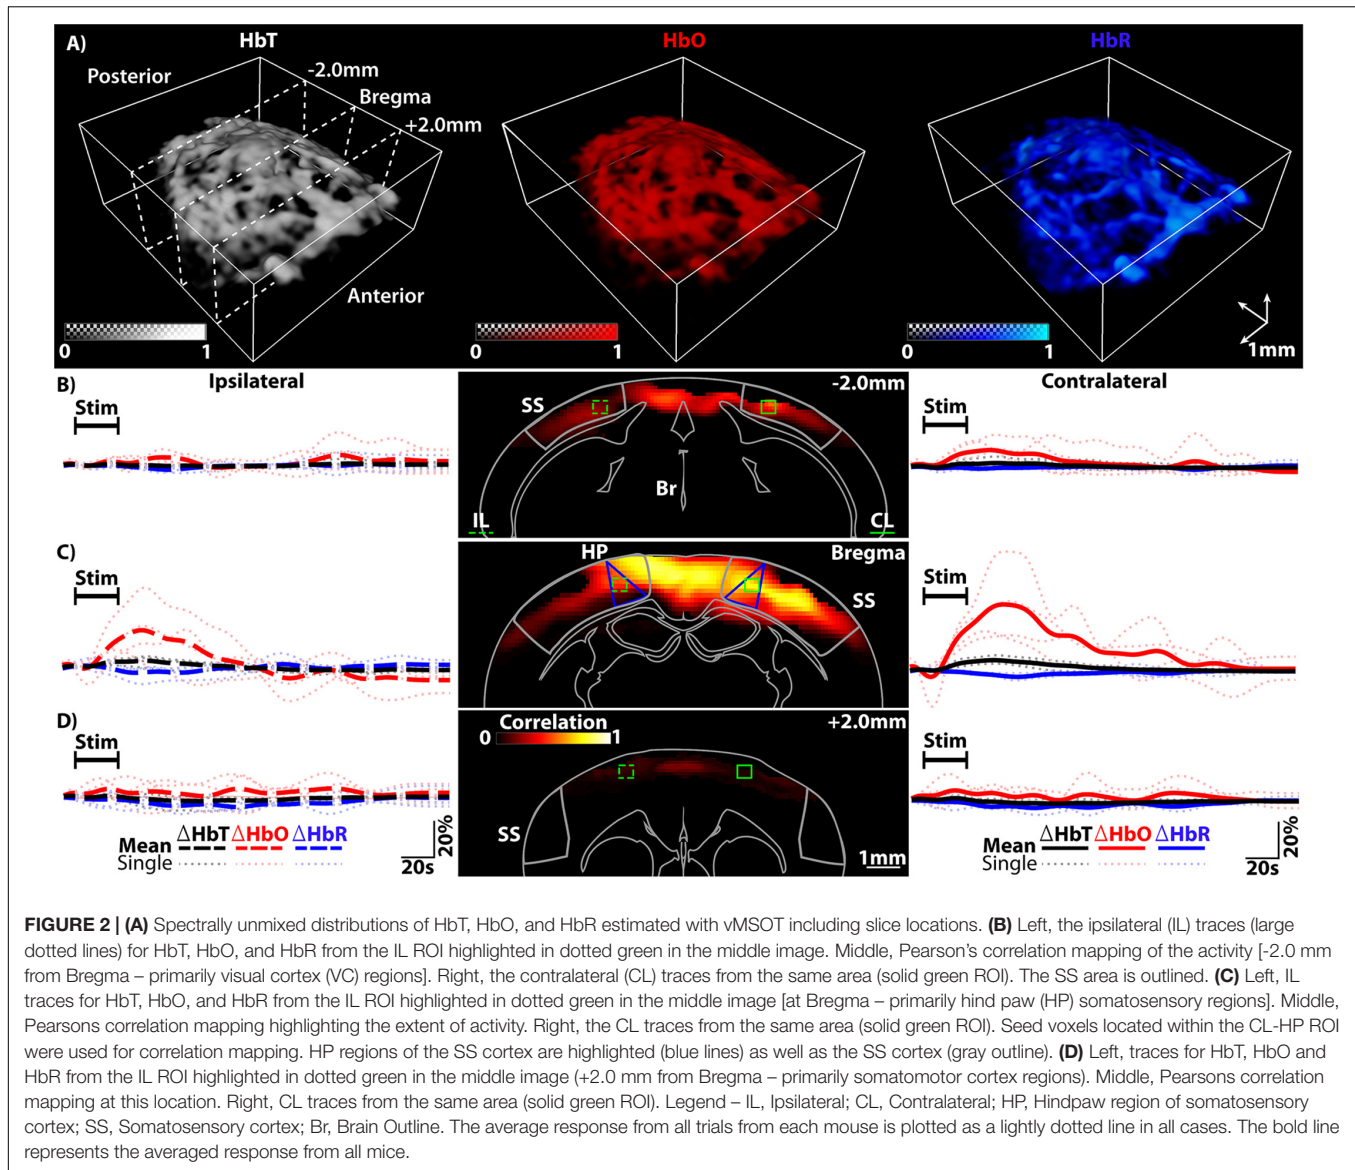 A)
HbT
HbO
HbR
Posterior
-2.0mm
Bregma
+2.0mm
Anterior
0 1
0 1
0 1
1mm
B)
Ipsilateral
Contralateral
Stim
SS
-2.0mm
Br
IL
CL
Stim
C)
Stim
HP
Bregma
SS
Stim
D)
Stim
Correlation
0 1
+2.0mm
SS
1mm
Stim
ΔHbT ΔHbO ΔHbR
Mean
Single
20%
20s
ΔHbT ΔHbO ΔHbR
Mean
Single
20%
20s
FIGURE 2 | (A) Spectrally unmixed distributions of HbT, HbO, and HbR estimated with vMSOT including slice locations. (B) Left, the ipsilateral (IL) traces (large
dotted lines) for HbT, HbO, and HbR from the IL ROI highlighted in dotted green in the middle image. Middle, Pearson's correlation mapping of the activity [-2.0 mm
from Bregma – primarily visual cortex (VC) regions]. Right, the contralateral (CL) traces from the same area (solid green ROI). The SS area is outlined. (C) Left, IL
traces for HbT, HbO, and HbR from the IL ROI highlighted in dotted green in the middle image [at Bregma – primarily hind paw (HP) somatosensory regions]. Middle,
Pearsons correlation mapping highlighting the extent of activity. Right, the CL traces from the same area (solid green ROI). Seed voxels located within the CL-HP ROI
were used for correlation mapping. HP regions of the SS cortex are highlighted (blue lines) as well as the SS cortex (gray outline). (D) Left, traces for HbT, HbO and
HbR from the IL ROI highlighted in dotted green in the middle image (+2.0 mm from Bregma – primarily somatomotor cortex regions). Middle, Pearsons correlation
mapping at this location. Right, CL traces from the same area (solid green ROI). Legend – IL, Ipsilateral; CL, Contralateral; HP, Hindpaw region of somatosensory
cortex; SS, Somatosensory cortex; Br, Brain Outline. The average response from all trials from each mouse is plotted as a lightly dotted line in all cases. The bold line
represents the averaged response from all mice.